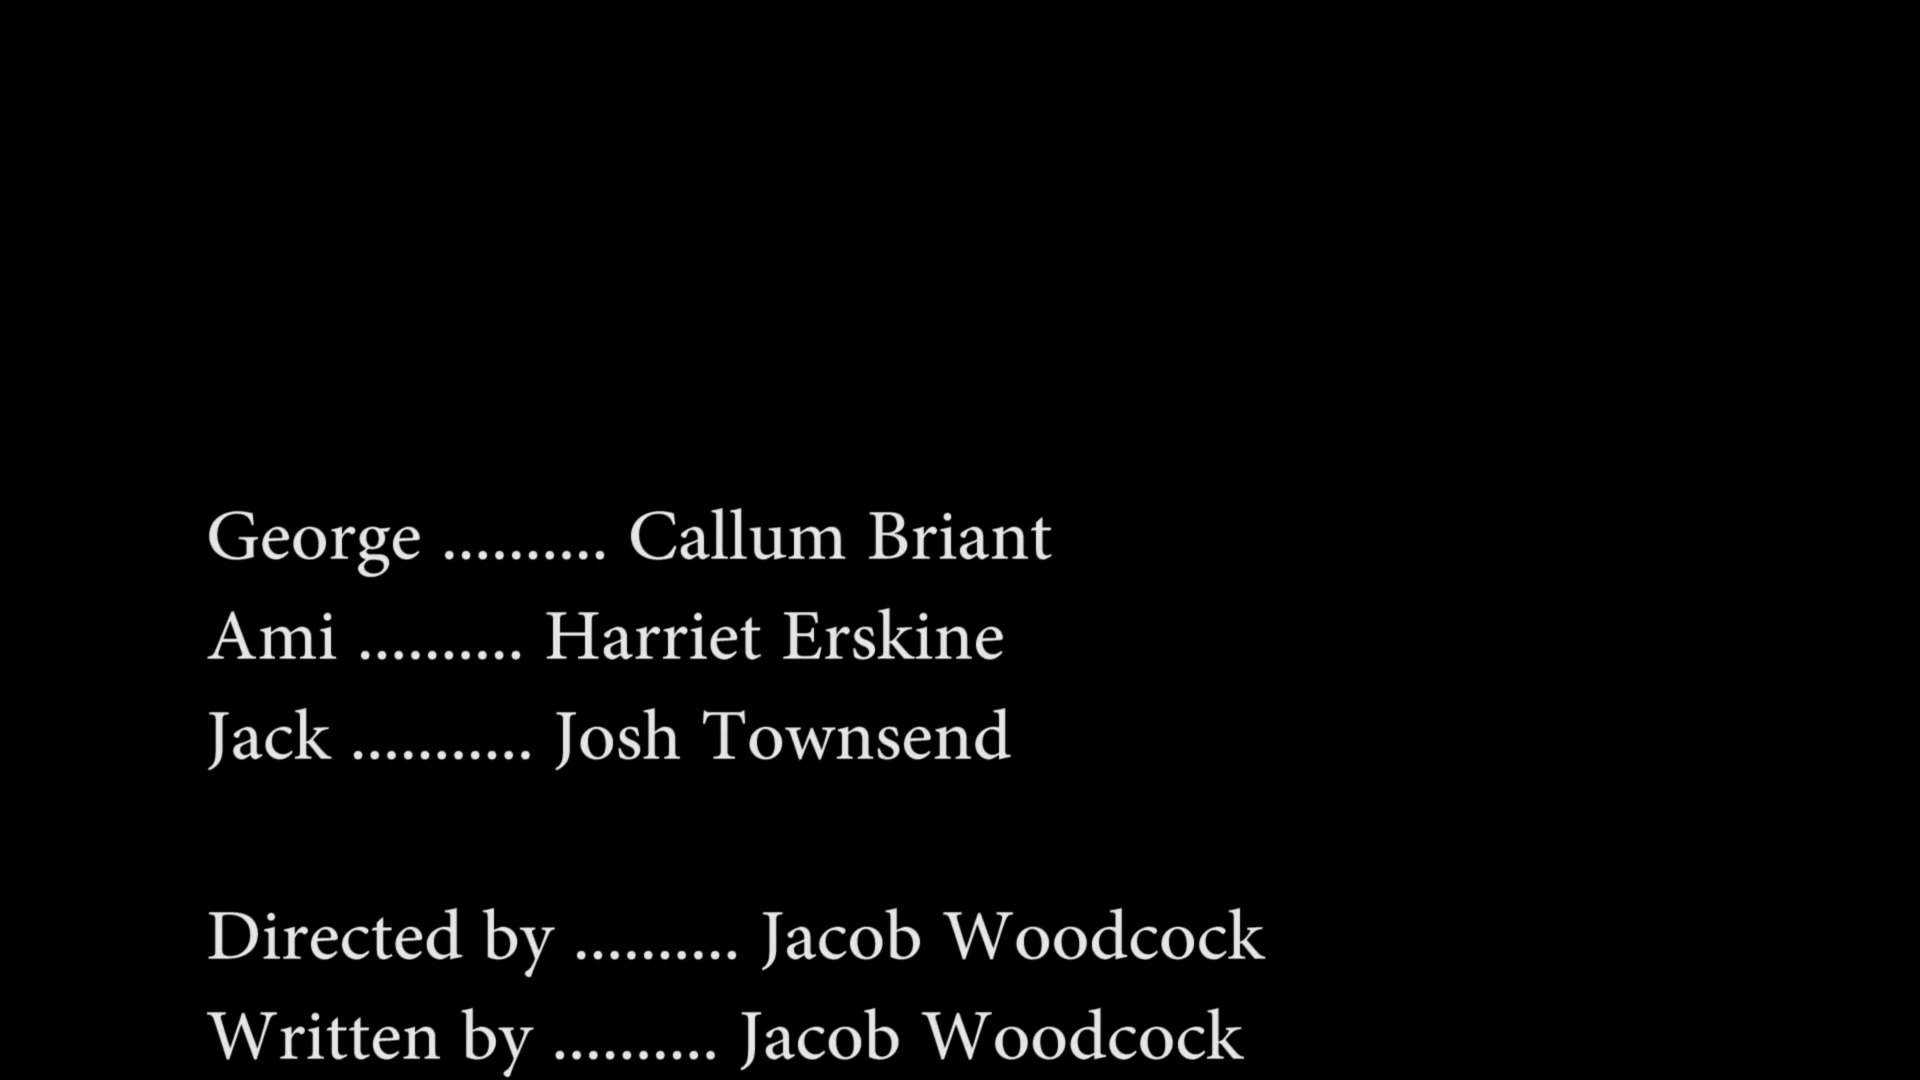 George .......... Callum Briant
Ami .......... Harriet Erskine
Jack ........... Josh Townsend
Directed by .......... Jacob Woodcock
Written by .......... Jacob Woodcock